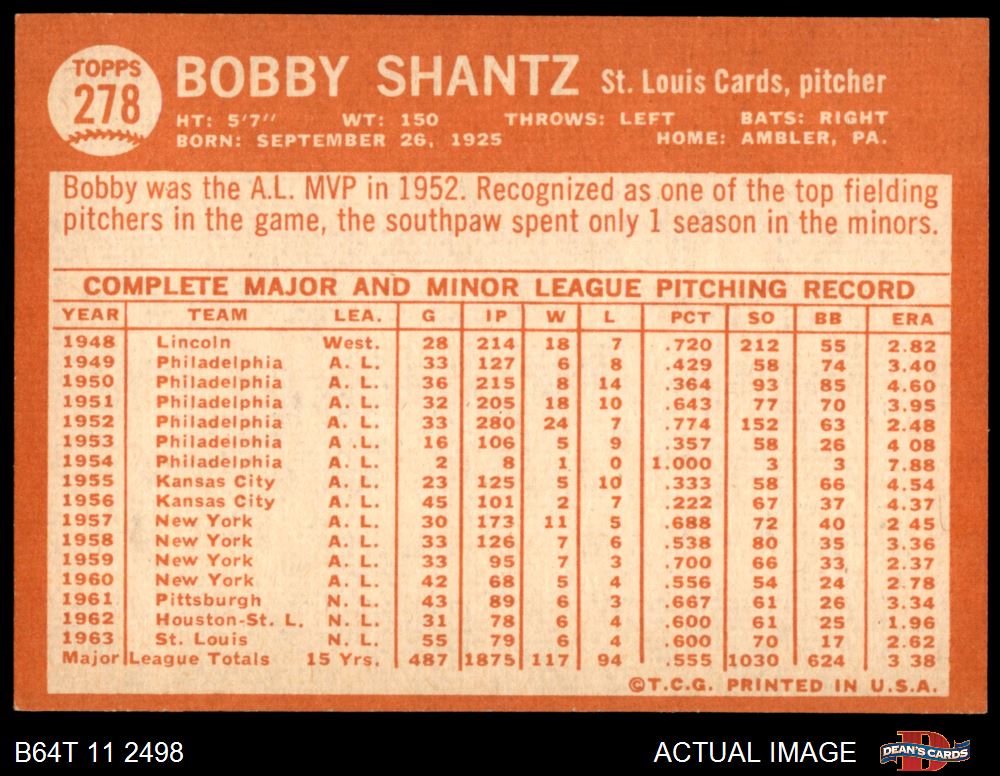 TOPPS
278
BOBBY SHANTZ St. Louis Cards, pitcher
HT: 5'7" WT: 150 THROWS: LEFT BATS: RIGHT
BORN: SEPTEMBER 26, 1925 HOME: AMBLER, PA.
Bobby was the A.L. MVP in 1952. Recognized as one of the top fielding
pitchers in the game, the southpaw spent only 1 season in the minors.
COMPLETE MAJOR AND MINOR LEAGUE PITCHING RECORD
YEAR TEAM LEA. G IP W L PCT SO BB ERA
1948 Lincoln West. 28 214 18 7 .720 212 55 2.82
1949 Philadelphia A. L. 33 127 6 8 .429 58 74 3.40
1950 Philadelphia A. L. 36 215 8 14 .364 93 85 4.60
1951 Philadelphia A. L. 32 205 18 10 .643 77 70 3.95
1952 Philadelphia A. L. 33 280 24 7 .774 152 63 2.48
1953 Philadelphia A .L. 16 106 5 9 .357 58 26 4 08
1954 Philadelphia A. L. 2 8 1 0 1.000 3 3 7.88
1955 Kansas City A. L. 23 125 5 10 .333 58 66 4.54
1956 Kansas City A. L. 45 101 2 7 .222 67 37 4.37
1957 New York A. L. 30 173 11 5 .688 72 40 2 45
1958 New York A. L. 33 126 7 6 .538 80 35 3.36
1959 New York A. L. 33 95 7 3 .700 66 33 2.37
1960 New York A. L. 42 68 5 4 .556 54 24 2.78
1961 Pittsburgh N. L. 43 89 6 3 .667 61 26 3.34
1962 Houston-St. L. N. L. 31 78 6 4 .600 61 25 1.96
1963 St. Louis N. L. 55 79 6 4 .600 70 17 2.62
Major League Totals 15 Yrs. 487 1875 117 94 .555 1030 624 3 38
©T.C.G. PRINTED IN U.S.A.
B64T 11 2498 ACTUAL IMAGE DEAN'S CARDS